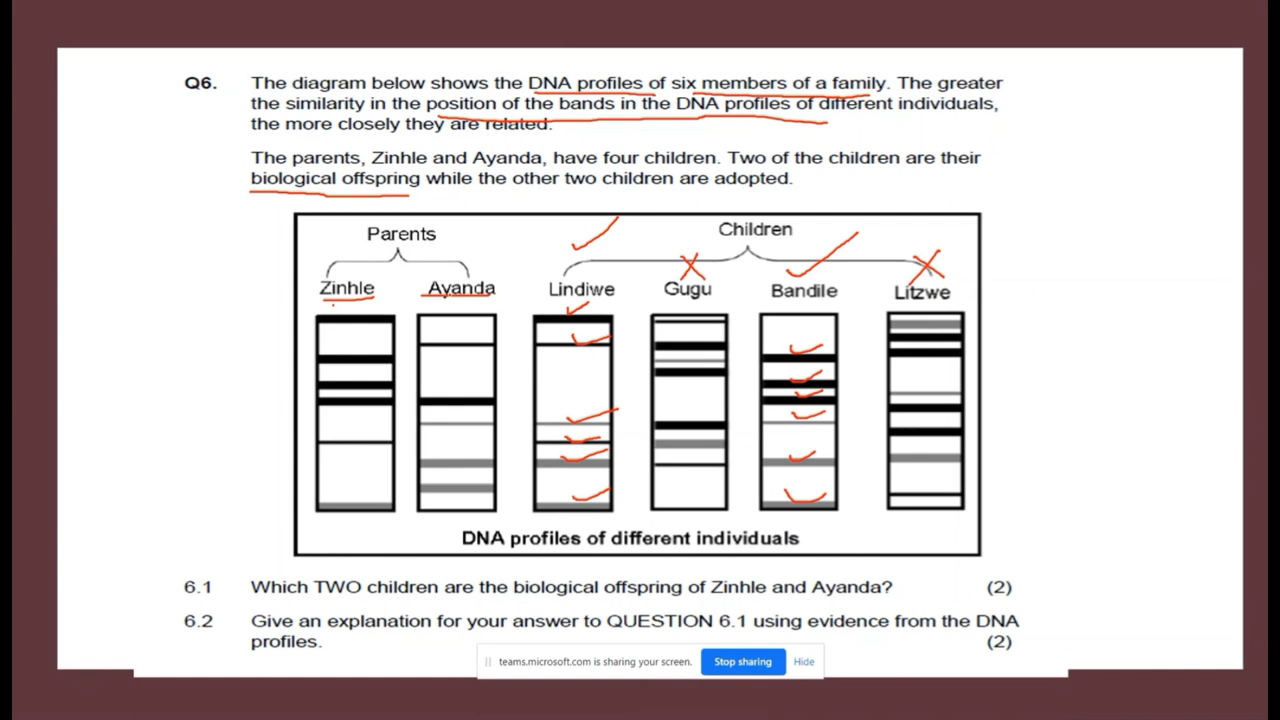 Q6. The diagram below shows the DNA profiles of six members of a family. The greater
the similarity in the position of the bands in the DNA profiles of different individuals,
the more closely they are related.
The parents, Zinhle and Ayanda, have four children. Two of the children are their
biological offspring while the other two children are adopted.
Parents Children
Zinhle Ayanda Lindiwe Gugu Bandile Litzwe
DNA profiles of different individuals
6.1 Which TWO children are the biological offspring of Zinhle and Ayanda? (2)
6.2 Give an explanation for your answer to QUESTION 6.1 using evidence from the DNA
profiles. (2)
teams.microsoft.com is sharing your screen. Stop sharing Hide